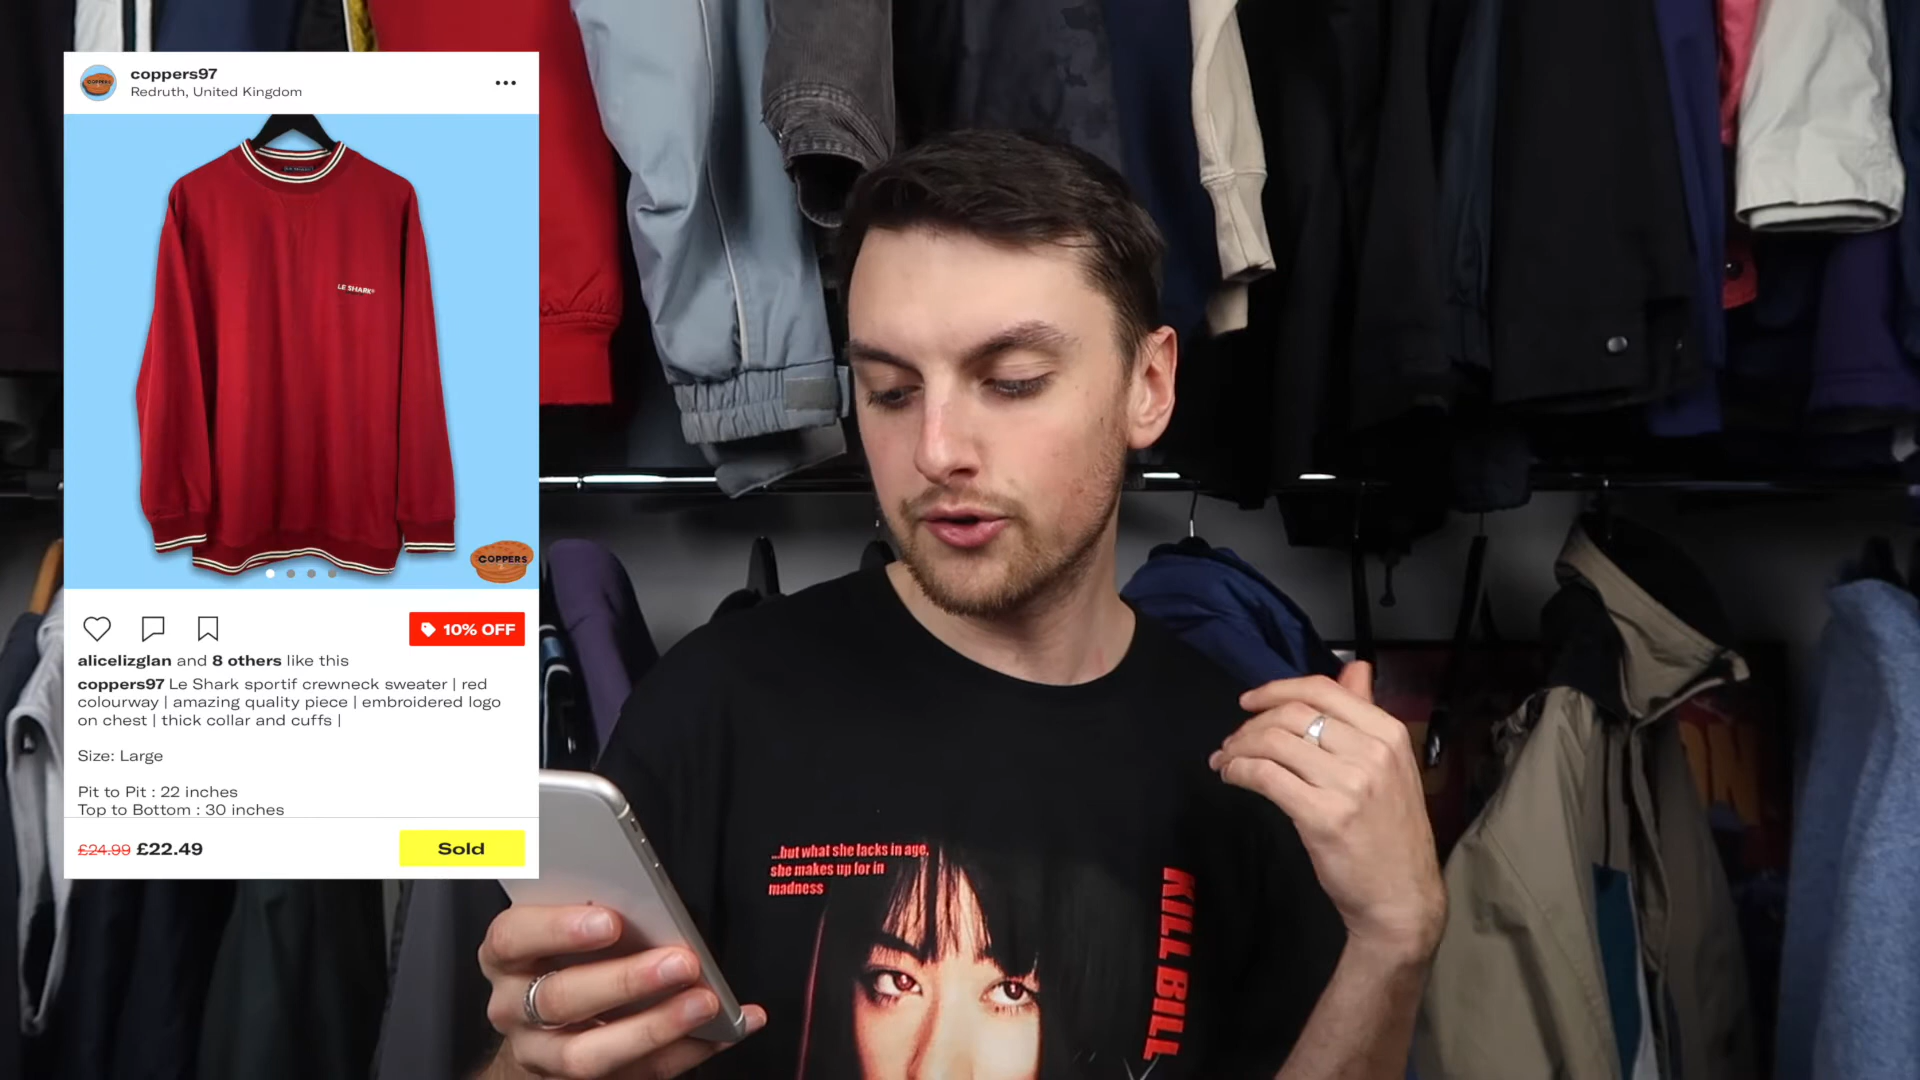 coppers97
Redruth, United Kingdom
LE SHARK
COPPERS
10% OFF
alicelizglan and 8 others like this
coppers97 Le Shark sportif crewneck sweater | red
colourway | amazing quality piece | embroidered logo
on chest | thick collar and cuffs |
Size: Large
Pit to Pit : 22 inches
Top to Bottom : 30 inches
£24.99 £22.49
Sold
...but what she lacks in age,
she makes up for in
madness
KILL BILL